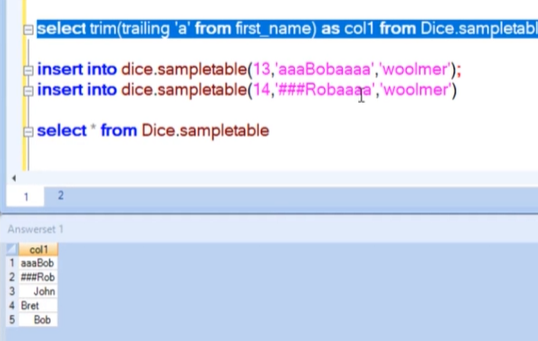 select trim(trailing 'a' from first_name) as col1 from Dice.sampletabl
insert into dice.sampletable(13,'aaaBobaaaa','woolmer');
insert into dice.sampletable(14,'###Robaaaa','woolmer')
select * from Dice.sampletable
1 2
Answerset 1
col1
1 aaaBob
2 ###Rob
3 John
4 Bret
5 Bob